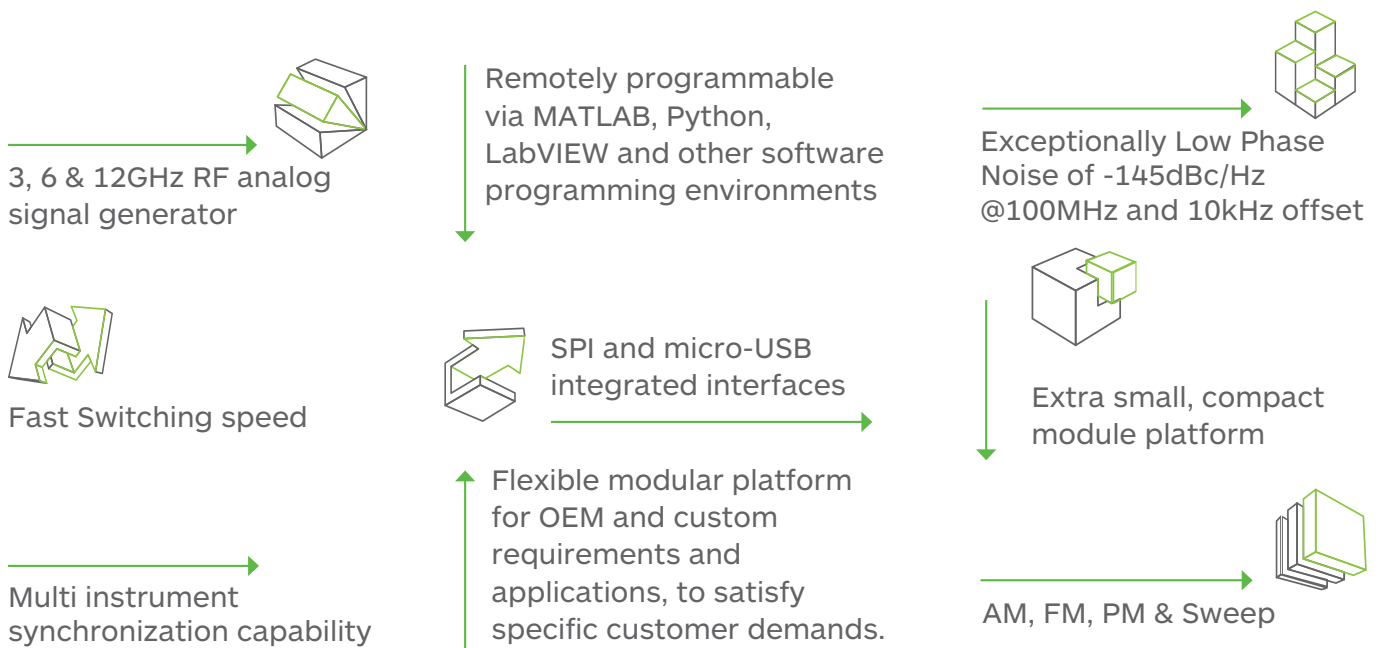 3, 6 & 12GHz RF analog
signal generator
Fast Switching speed
Multi instrument
synchronization capability
Remotely programmable
via MATLAB, Python,
LabVIEW and other software
programming environments
SPI and micro-USB
integrated interfaces
Flexible modular platform
for OEM and custom
requirements and
applications, to satisfy
specific customer demands.
Exceptionally Low Phase
Noise of -145dBc/Hz
@100MHz and 10kHz offset
Extra small, compact
module platform
AM, FM, PM & Sweep